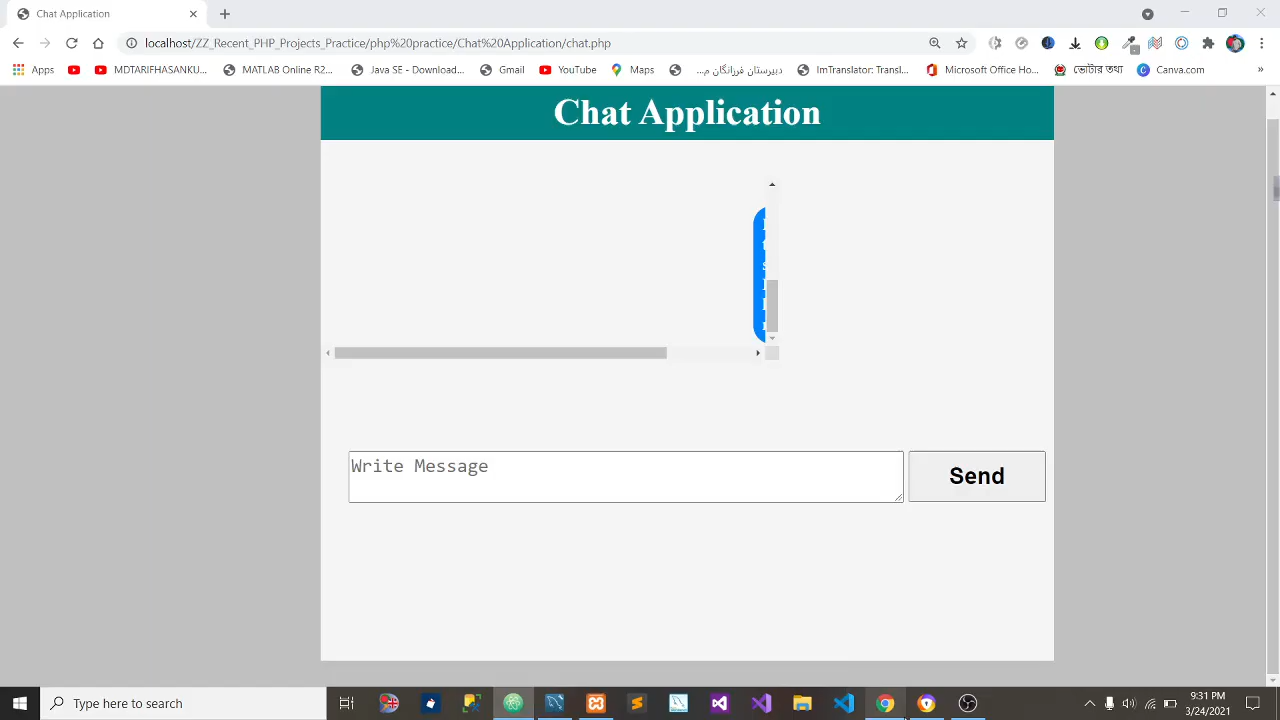 Chat Application
localhost/ZZ_Recent_PHP_Projects_Practice/php%20practice/Chat%20Application/chat.php
Apps
MDTARIFHASANKU...
MATLAB Online R2...
Java SE - Download...
Gmail
YouTube
Maps
دبیرستان فرزانگان م...
ImTranslator: Transl...
Microsoft Office Ho...
ভোটার তথ্য
Canva.com
»
Chat Application
Write Message
Send
Type here to search
9:31 PM
3/24/2021